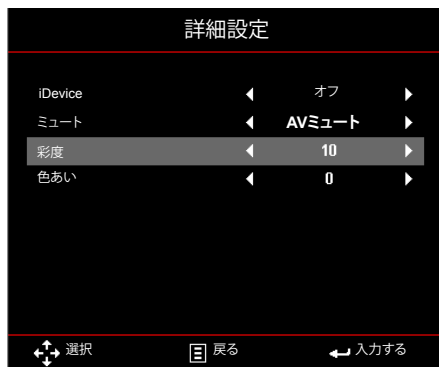 詳細設定
iDevice オフ
ミュート AVミュート
彩度 10
色あい 0
選択 戻る 入力する